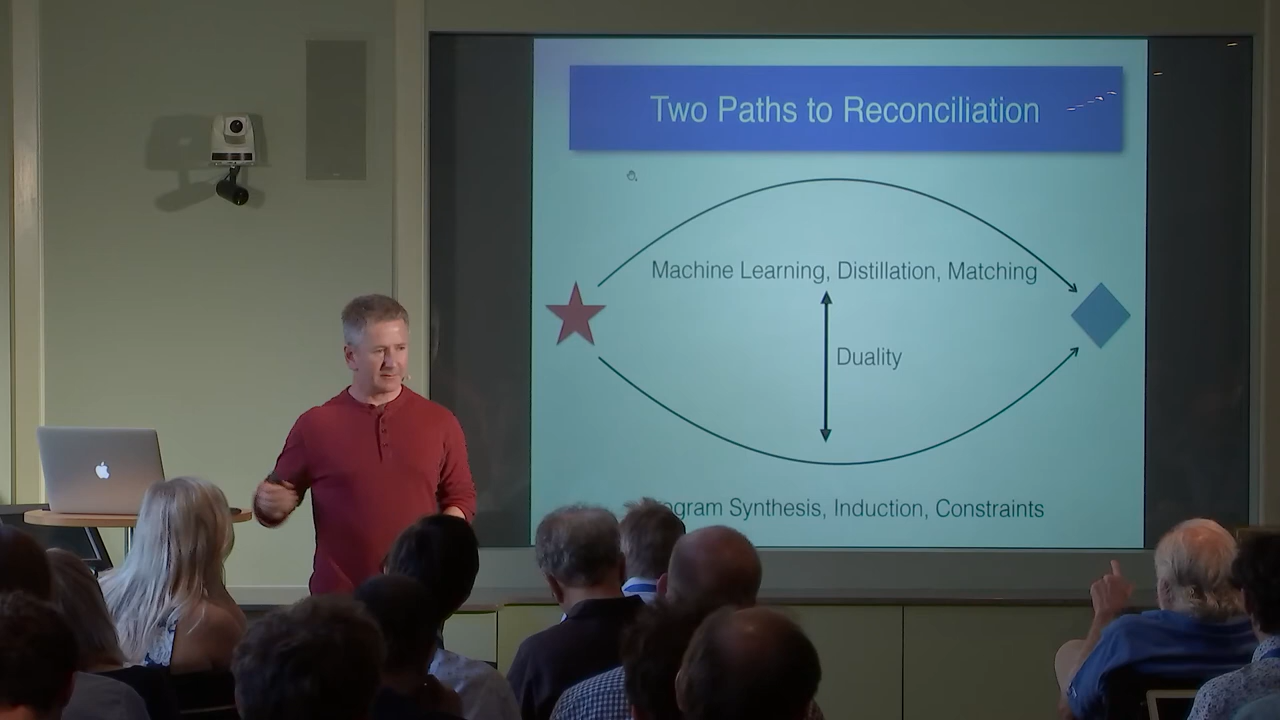 Two Paths to Reconciliation
Machine Learning, Distillation, Matching
Duality
Synthesis, Induction, Constraints